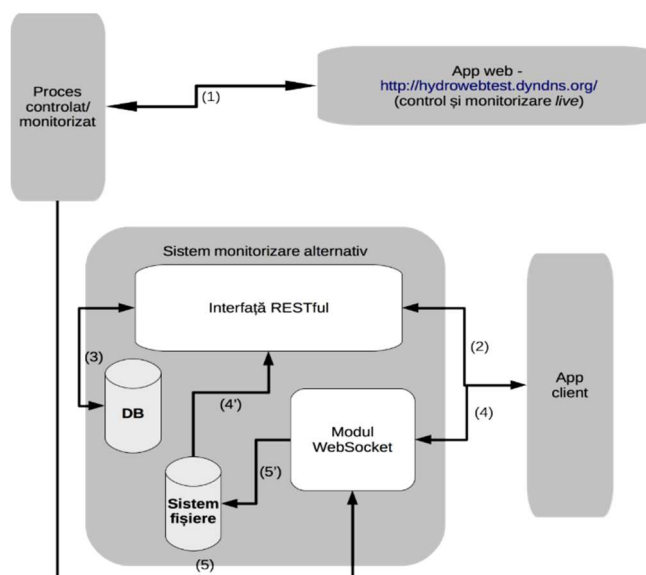 Proces
controlat/
monitorizat
(1)
App web -
http://hydrowebtest.dyndns.org/
(control și monitorizare live)
Sistem monitorizare alternativ
Interfață RESTful
(2)
(3)
DB
(4')
(4)
App
client
Modul
WebSocket
(5')
Sistem
fișiere
(5)